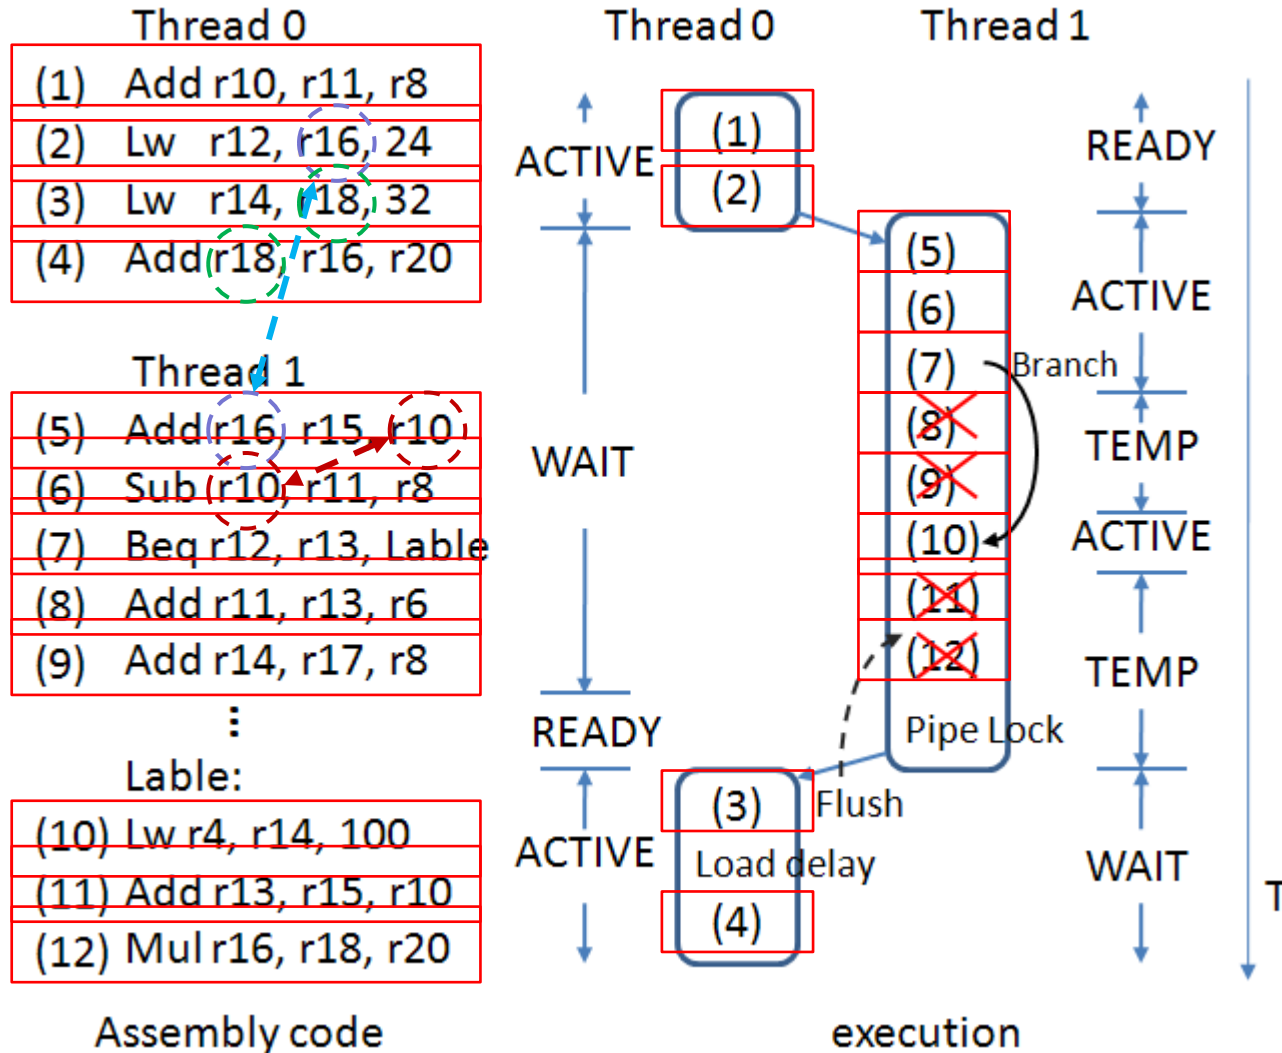 Thread 0
(1) Add r10, r11, r8
(2) Lw r12, r16, 24
(3) Lw r14, r18, 32
(4) Add r18, r16, r20
Thread 1
(5) Add r16, r15, r10
(6) Sub r10, r11, r8
(7) Beq r12, r13, Lable
(8) Add r11, r13, r6
(9) Add r14, r17, r8
...
Lable:
(10) Lw r4, r14, 100
(11) Add r13, r15, r10
(12) Mul r16, r18, r20
Assembly code
Thread 0
Thread 1
ACTIVE
WAIT
READY
ACTIVE
(1)
(2)
(3)
Load delay
(4)
(5)
(6)
(7)
Branch
(8)
(9)
(10)
(11)
(12)
Pipe Lock
Flush
READY
ACTIVE
TEMP
ACTIVE
TEMP
WAIT
T
execution